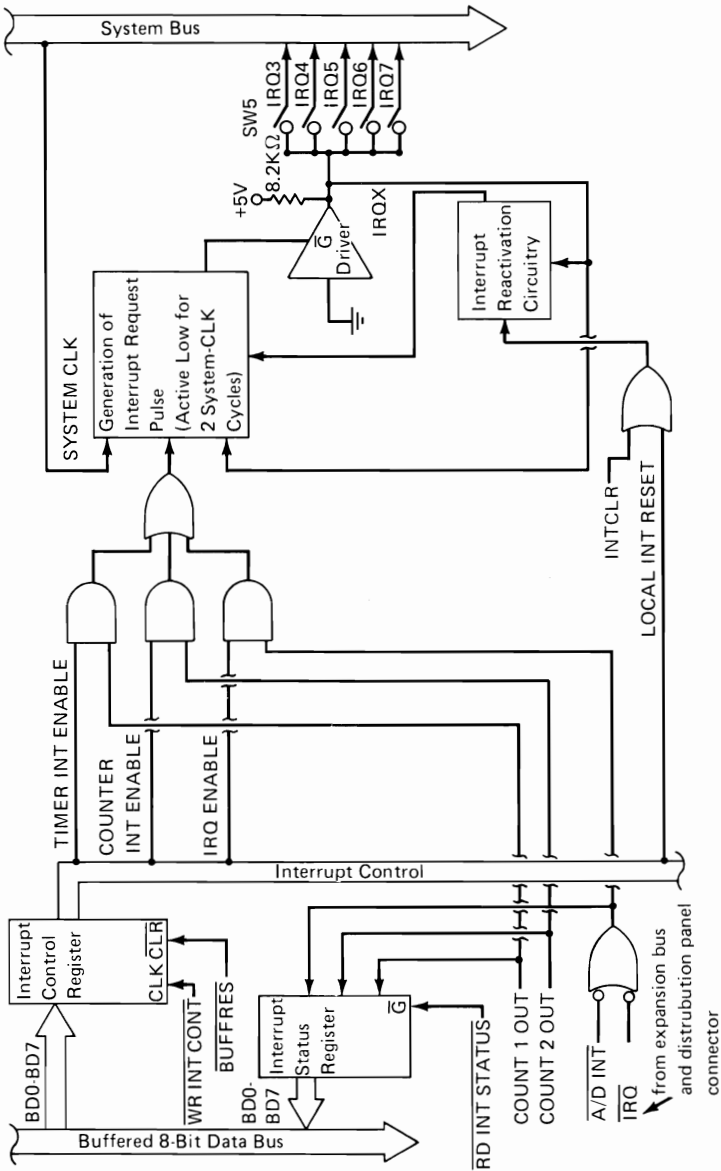 System Bus
SW5
IRQ3
IRQ4
IRQ5
IRQ6
IRQ7
+5V
8.2KΩ
G
Driver
IRQX
SYSTEM CLK
Generation of
Interrupt Request
Pulse
(Active Low for
2 System-CLK
Cycles)
Interrupt
Reactivation
Circuitry
INTCLR
LOCAL INT RESET
TIMER INT ENABLE
COUNTER
INT ENABLE
IRQ ENABLE
Interrupt Control
Interrupt
Control
Register
CLK CLR
BD0-BD7
WR INT CONT
BUFFRES
Interrupt
Status
Register
G
BD0-
BD7
RD INT STATUS
COUNT 1 OUT
COUNT 2 OUT
A/D INT
IRQ
from expansion bus
and distrubution panel
connector
Buffered 8-Bit Data Bus